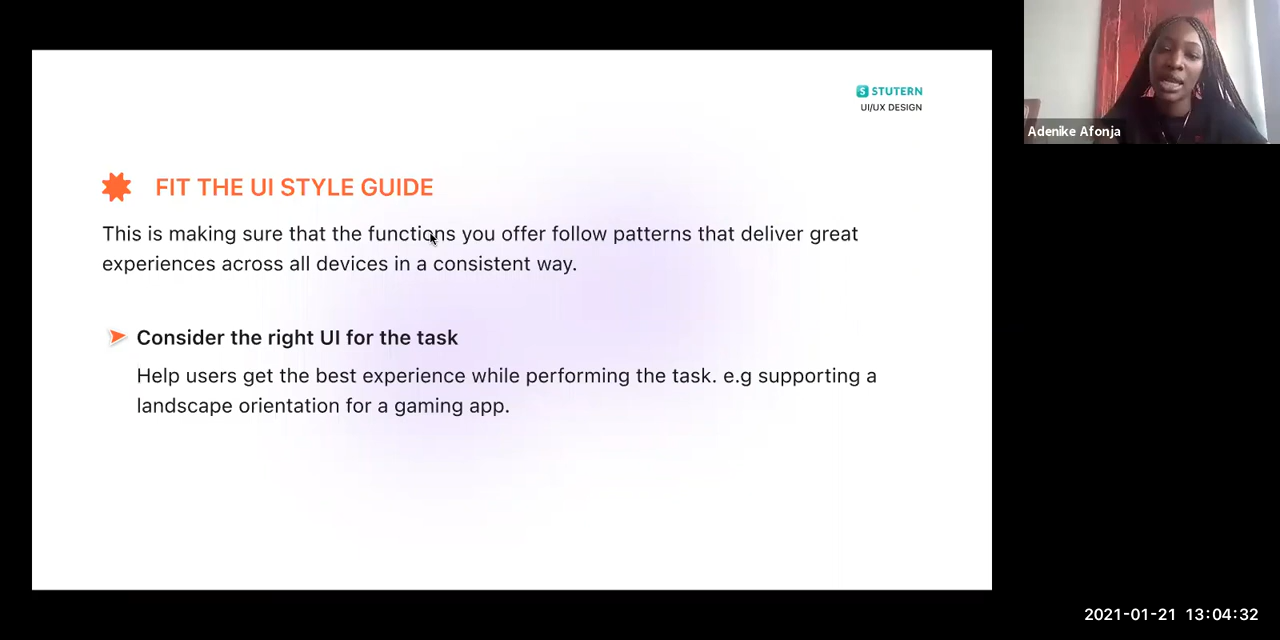 STUTERN
UI/UX DESIGN
FIT THE UI STYLE GUIDE
This is making sure that the functions you offer follow patterns that deliver great
experiences across all devices in a consistent way.
Consider the right UI for the task
Help users get the best experience while performing the task. e.g supporting a
landscape orientation for a gaming app.
Adenike Afonja
2021-01-21 13:04:32